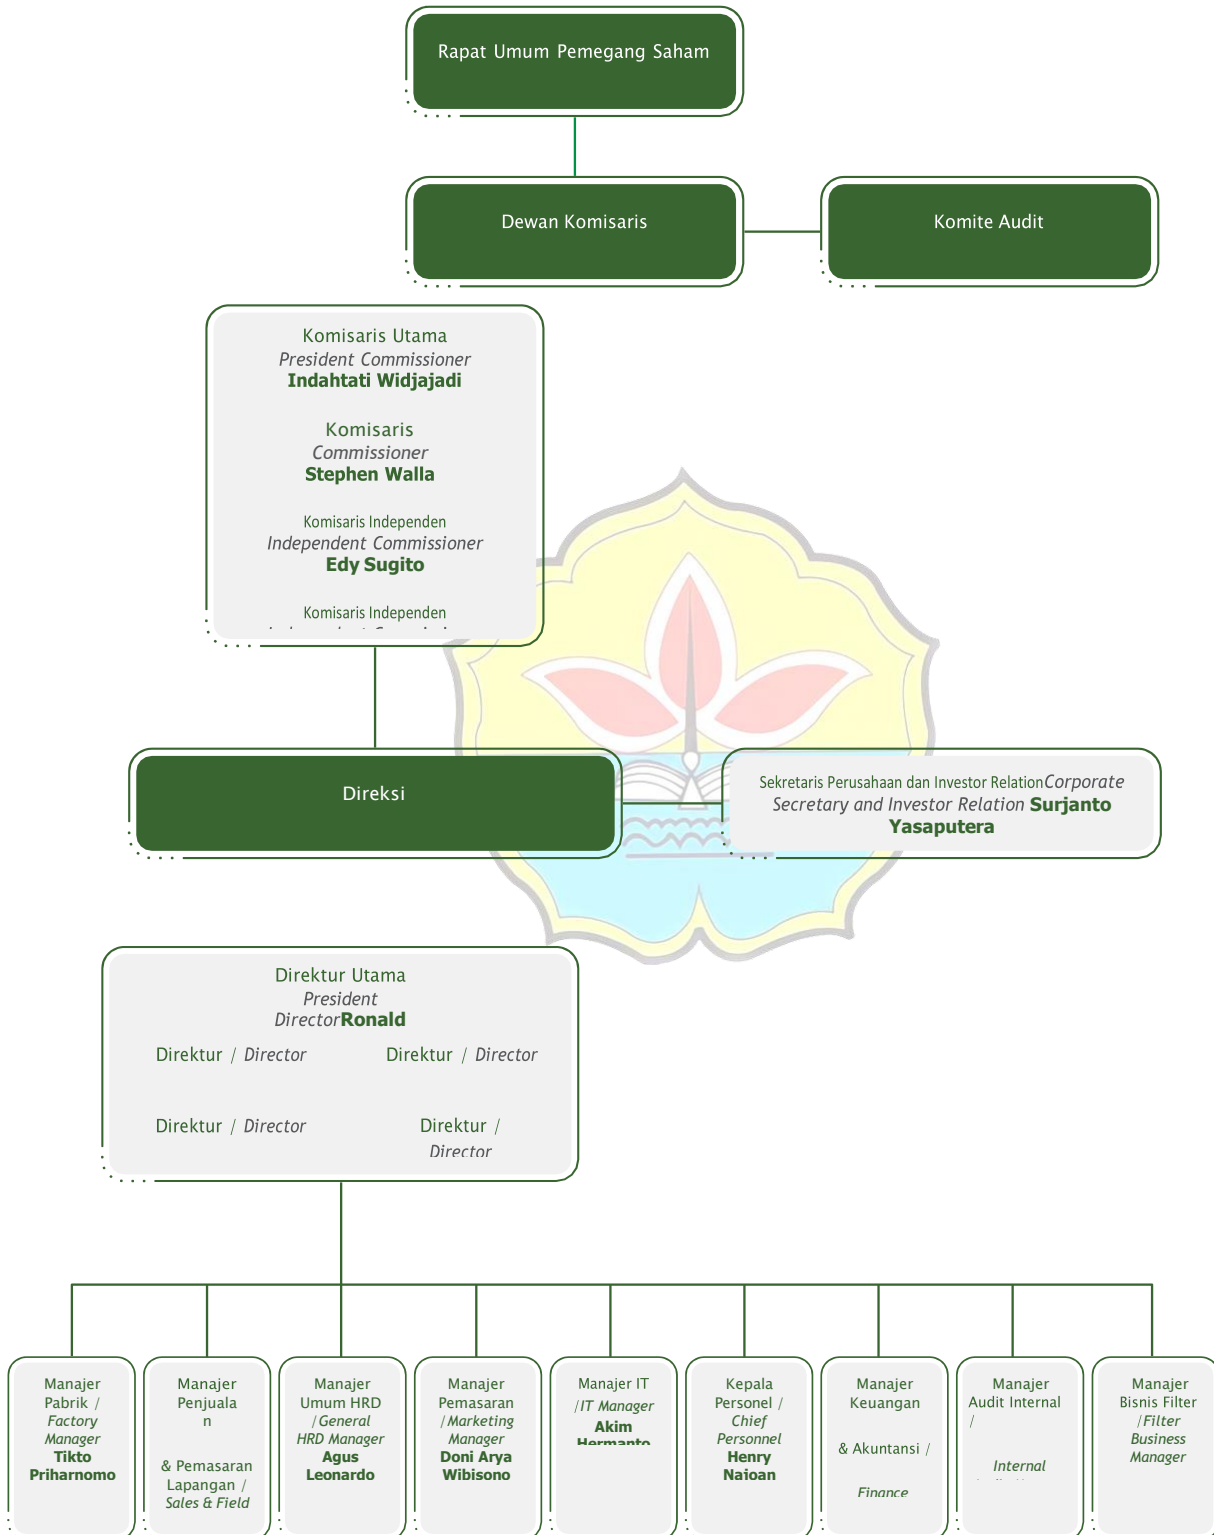 Rapat Umum Pemegang Saham
Dewan Komisaris
Komite Audit
Komisaris Utama
President Commissioner
Indahtati Widjajadi
Komisaris
Commissioner
Stephen Walla
Komisaris Independen
Independent Commissioner
Edy Sugito
Komisaris Independen
Direksi
Sekretaris Perusahaan dan Investor RelationCorporate
Secretary and Investor Relation Surjanto
Yasaputera
Direktur Utama
President
DirectorRonald
Direktur / Director
Direktur / Director
Direktur / Director
Direktur /
Director
Manajer
Pabrik /
Factory
Manager
Tikto
Priharnomo
Manajer
Penjuala
n
& Pemasaran
Lapangan /
Sales & Field
Manajer
Umum HRD
/General
HRD Manager
Agus
Leonardo
Manajer
Pemasaran
/Marketing
Manager
Doni Arya
Wibisono
Manajer IT
/IT Manager
Akim
Hermanto
Kepala
Personel /
Chief
Personnel
Henry
Najoan
Manajer
Keuangan
& Akuntansi /
Finance
Manajer
Audit Internal
/
Internal
Manajer
Bisnis Filter
/Filter
Business
Manager